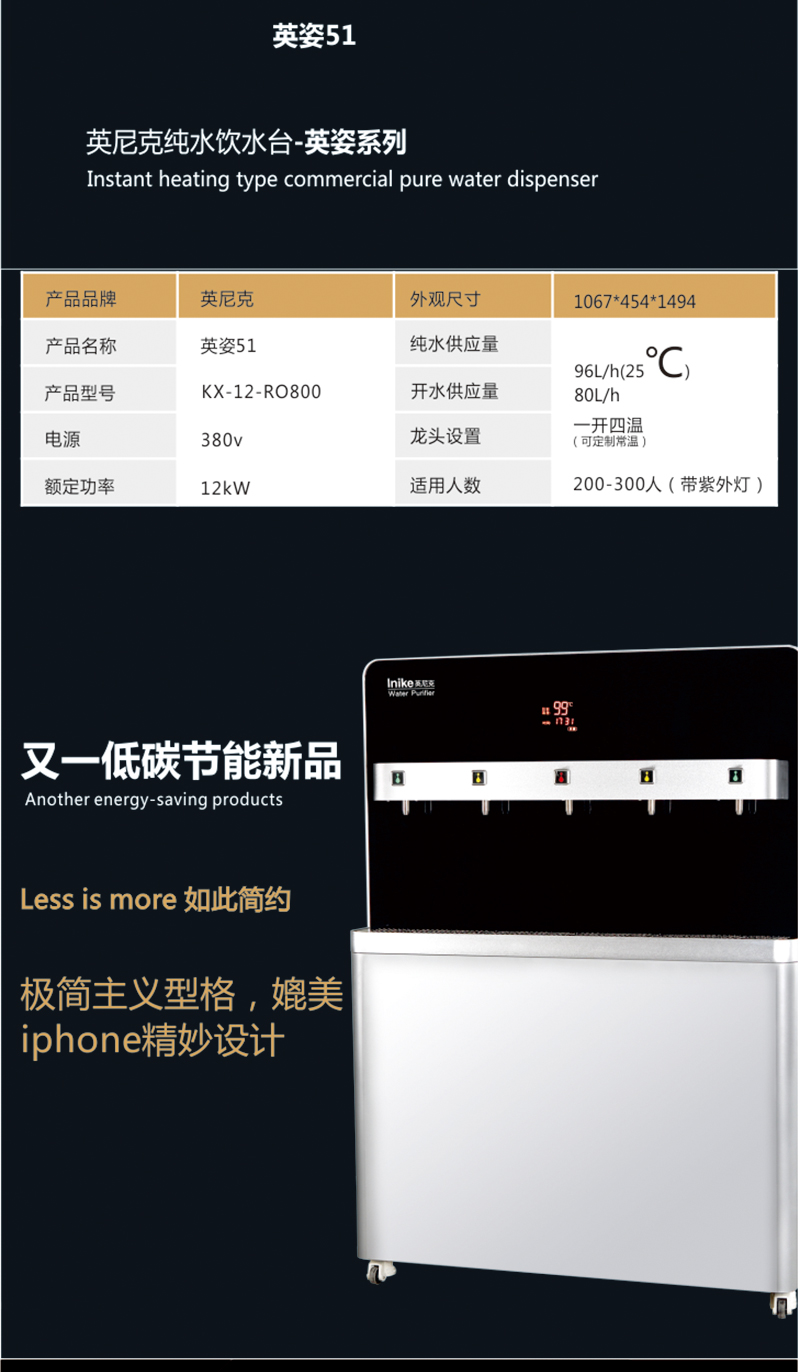 英姿51
英尼克纯水饮水台-英姿系列
Instant heating type commercial pure water dispenser
产品品牌 英尼克 外观尺寸 1067*454*1494
产品名称 英姿51 纯水供应量 96L/h(25℃)
产品型号 KX-12-RO800 开水供应量 80L/h
电源 380v 龙头设置 一开四温
(可定制常温)
额定功率 12kW 适用人数 200-300人(带紫外灯)
Inike英尼克
Water Purifier
99℃
17:31
又一低碳节能新品
Another energy-saving products
Less is more 如此简约
极简主义型格，媲美
iphone精妙设计